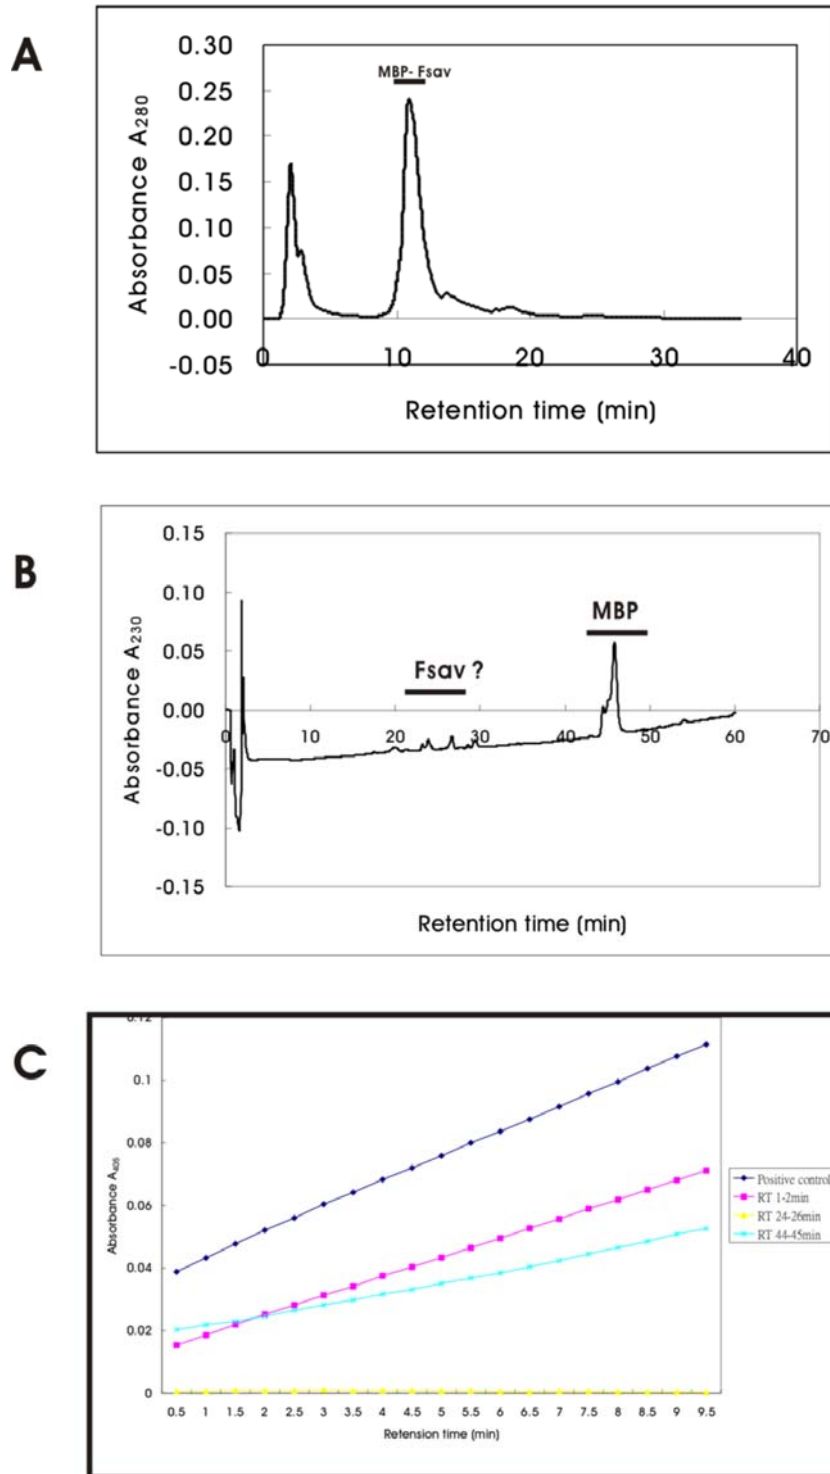 A
0.30
0.25
0.20
0.15
0.10
0.05
0.00
-0.05
Absorbance A280
MBP- Fsav
0 10 20 30 40
Retention time (min)
B
0.15
0.10
0.05
0.00
-0.05
-0.10
-0.15
Absorbance A230
Fsav ?
MBP
0 10 20 30 40 50 60 70
Retention time (min)
C
0.12
0.1
0.08
0.06
0.04
0.02
0
Absorbance A405
0.5 1 1.5 2 2.5 3 3.5 4 4.5 5 5.5 6 6.5 7 7.5 8 8.5 9 9.5
Retension time (min)
Positive control
RT 1-2min
RT 24-26min
RT 44-45min